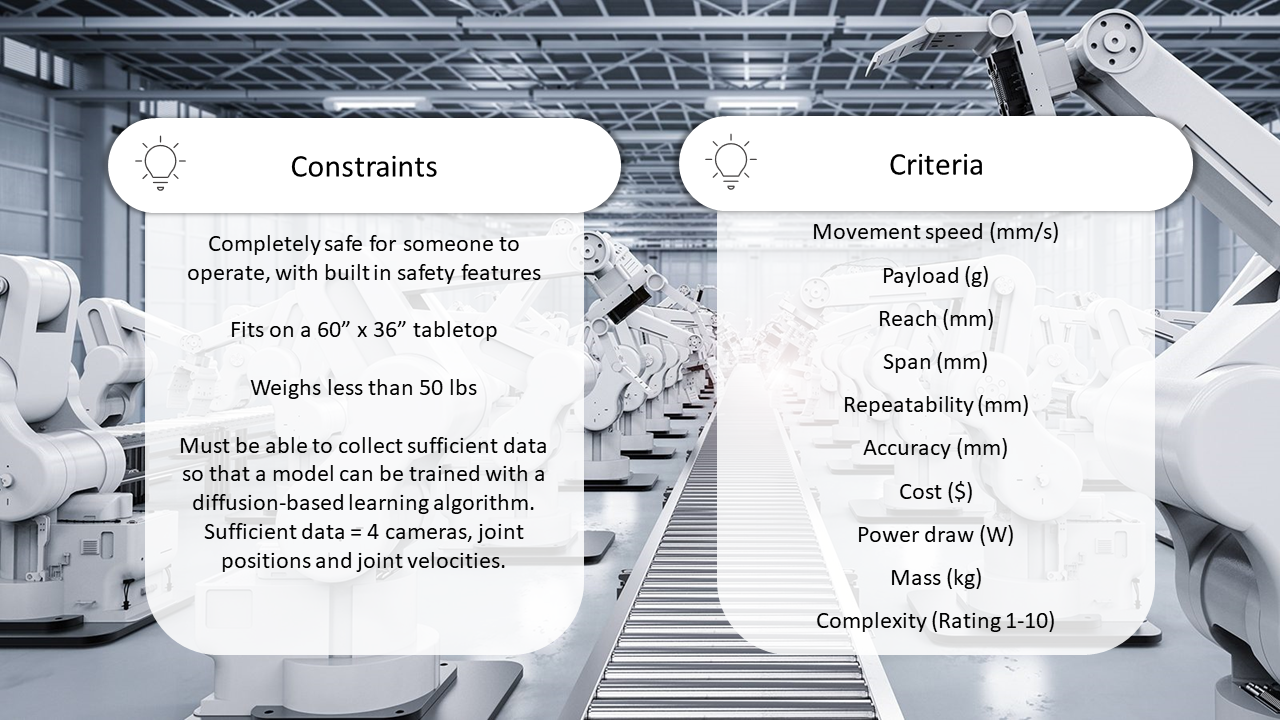 Constraints
Completely safe for someone to
operate, with built in safety features
Fits on a 60” x 36” tabletop
Weighs less than 50 lbs
Must be able to collect sufficient data
so that a model can be trained with a
diffusion-based learning algorithm.
Sufficient data = 4 cameras, joint
positions and joint velocities.
Criteria
Movement speed (mm/s)
Payload (g)
Reach (mm)
Span (mm)
Repeatability (mm)
Accuracy (mm)
Cost ($)
Power draw (W)
Mass (kg)
Complexity (Rating 1-10)